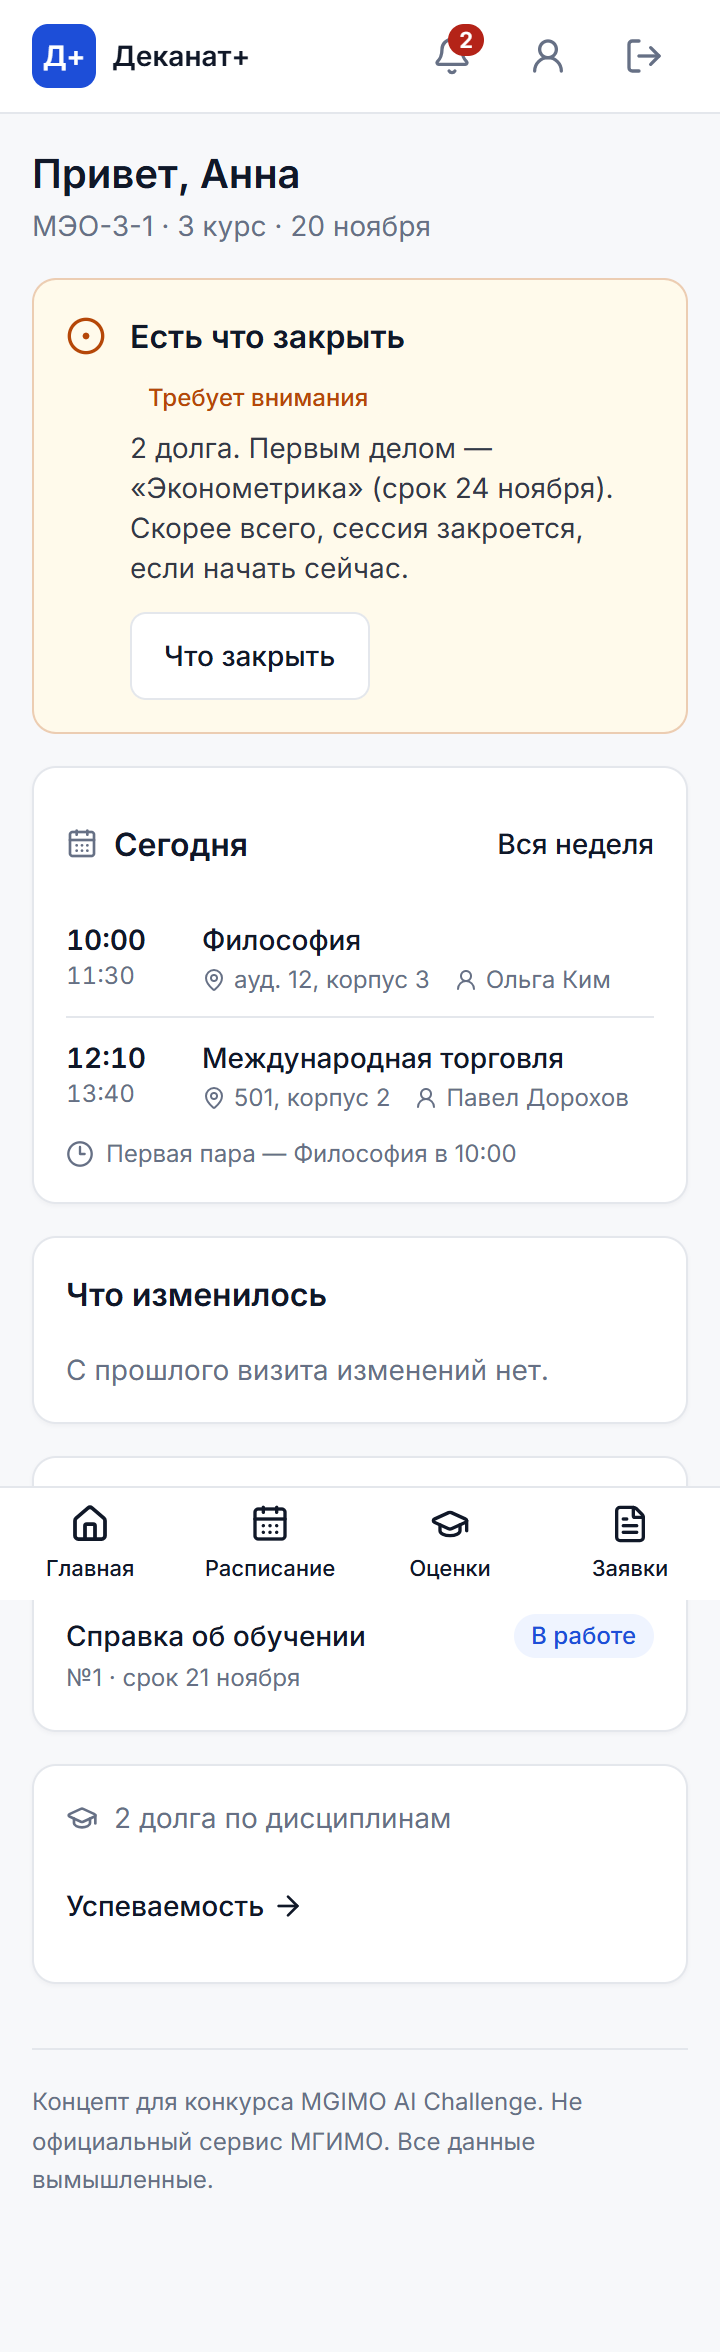 Д+ Деканат+
2
Привет, Анна
МЭО-3-1 · 3 курс · 20 ноября
Есть что закрыть
Требует внимания
2 долга. Первым делом —
«Эконометрика» (срок 24 ноября).
Скорее всего, сессия закроется,
если начать сейчас.
Что закрыть
Сегодня
Вся неделя
10:00 Философия
11:30 ауд. 12, корпус 3 Ольга Ким
12:10 Международная торговля
13:40 501, корпус 2 Павел Дорохов
Первая пара — Философия в 10:00
Что изменилось
С прошлого визита изменений нет.
Главная Расписание Оценки Заявки
Справка об обучении В работе
№1 · срок 21 ноября
2 долга по дисциплинам
Успеваемость →
Концепт для конкурса MGIMO AI Challenge. Не
официальный сервис МГИМО. Все данные
вымышленные.